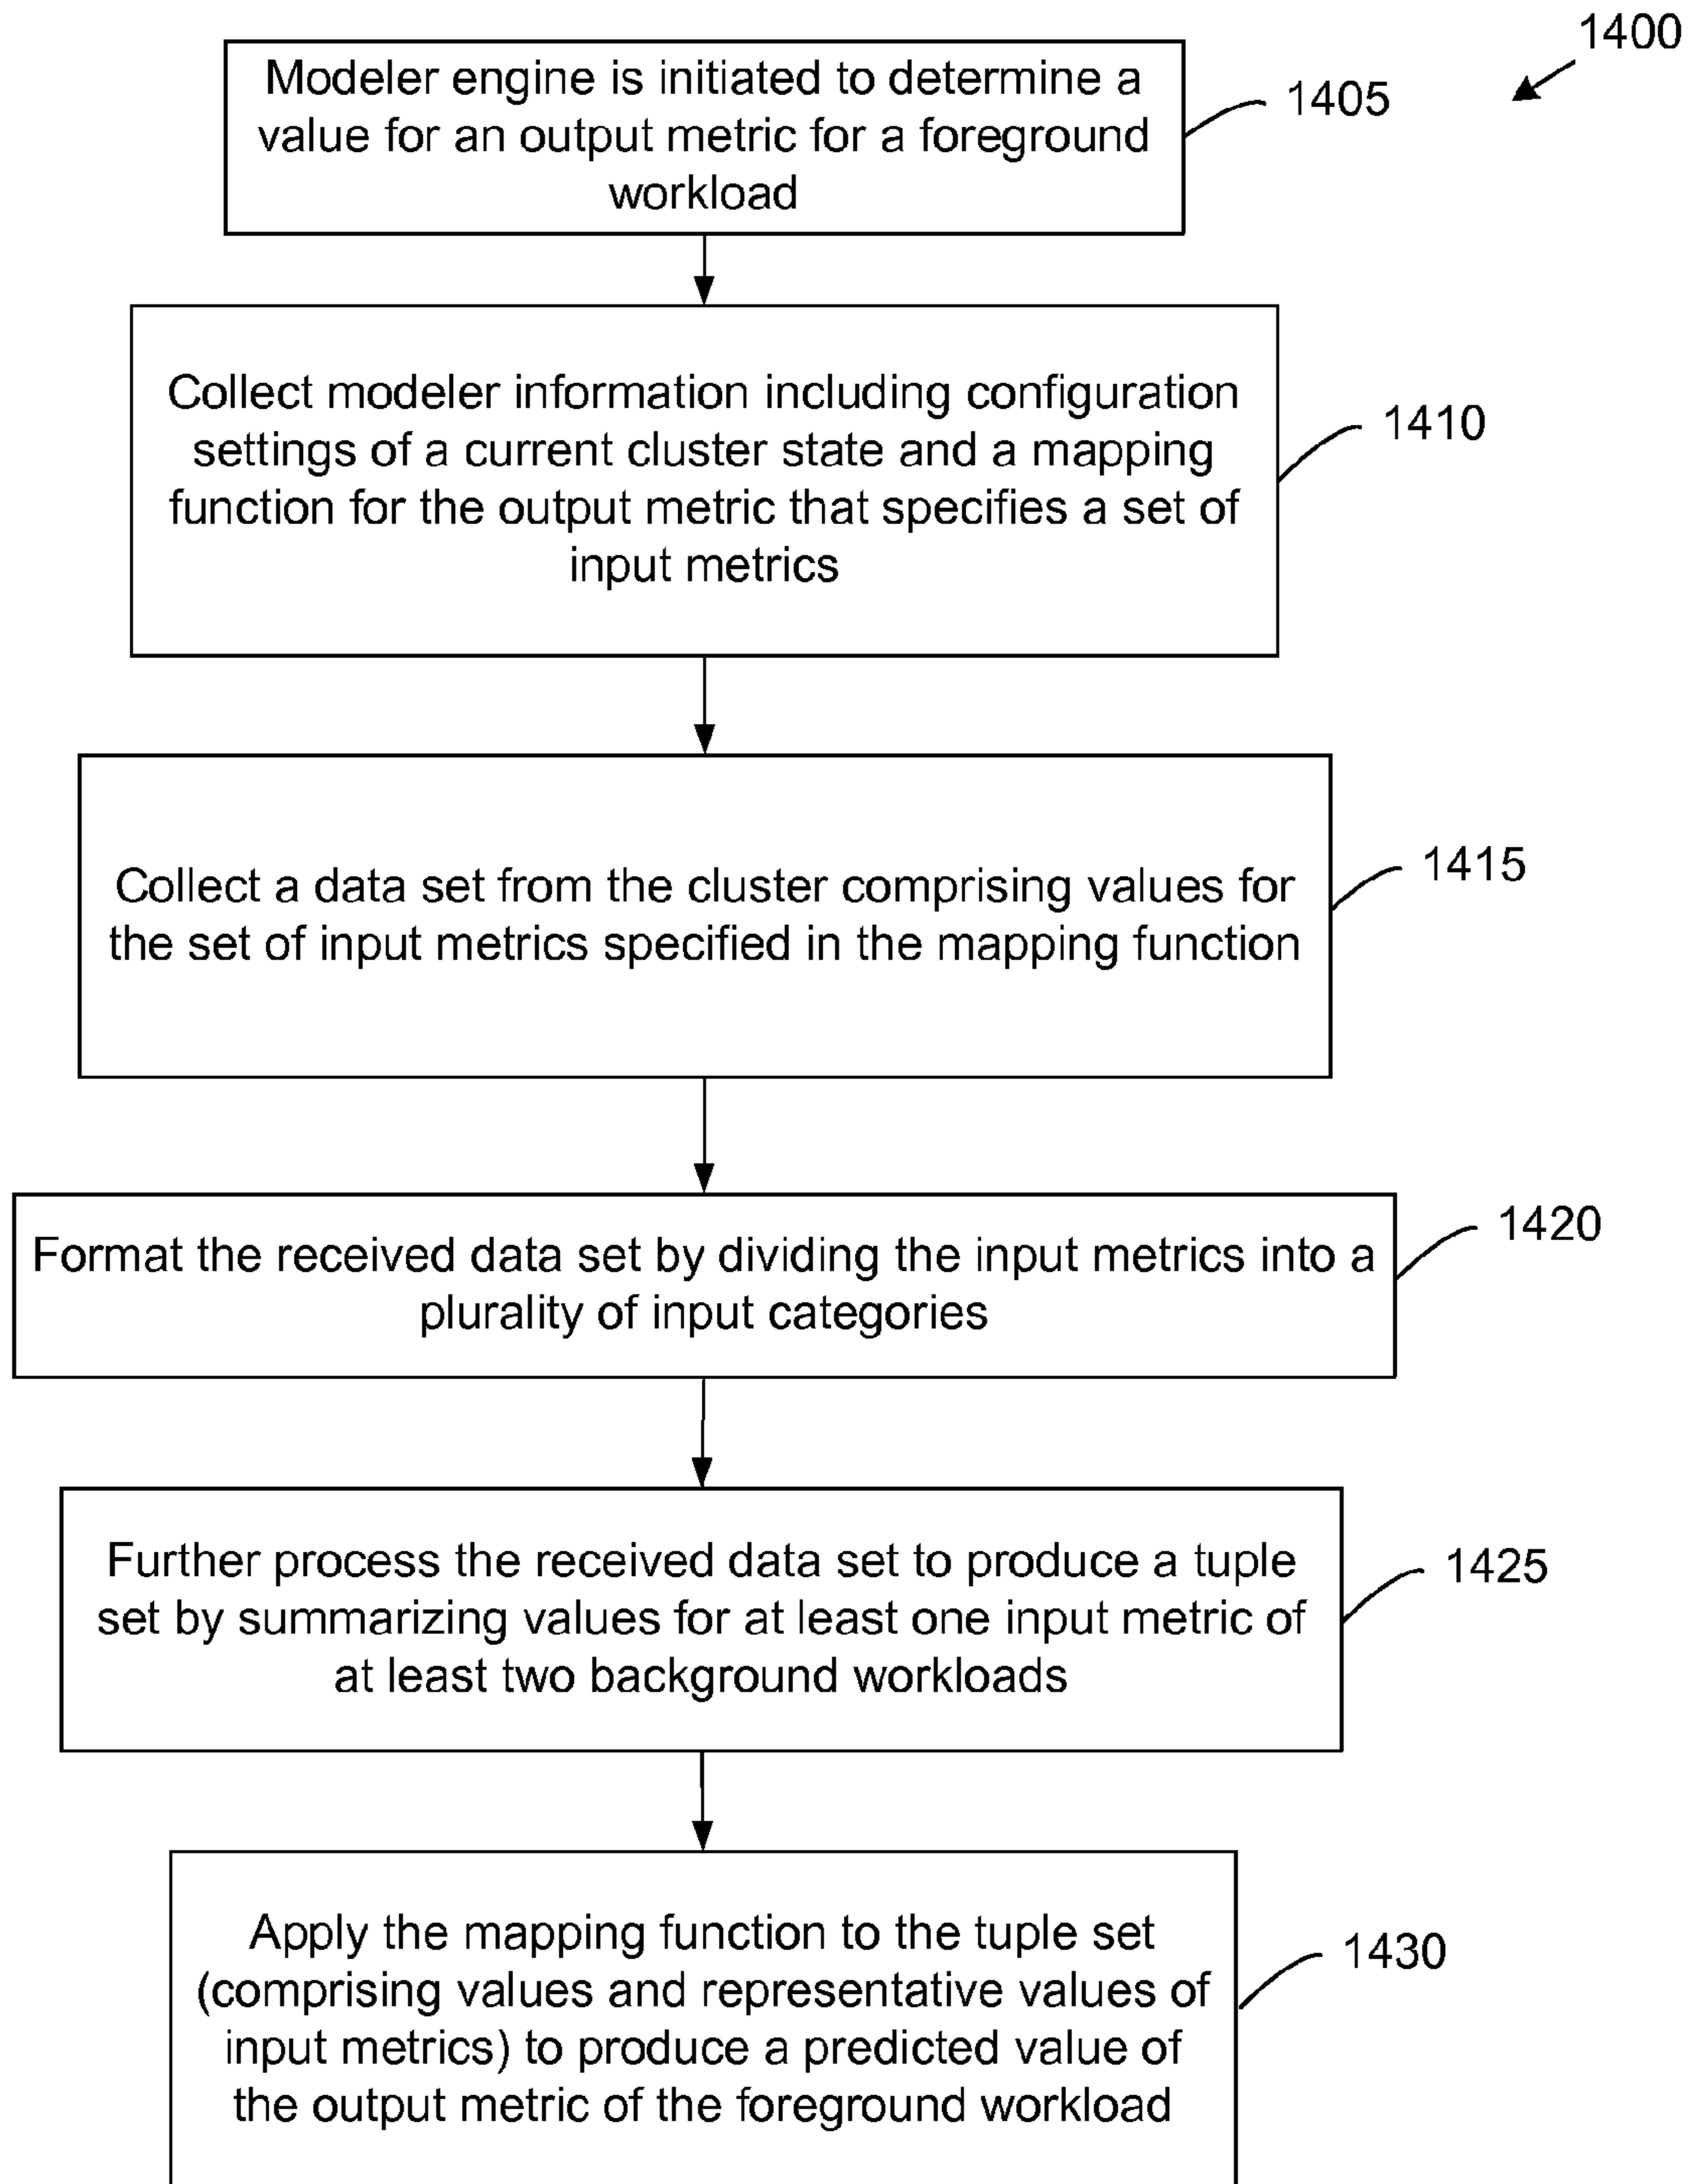 1400
Modeler engine is initiated to determine a
value for an output metric for a foreground
workload
1405
Collect modeler information including configuration
settings of a current cluster state and a mapping
function for the output metric that specifies a set of
input metrics
1410
Collect a data set from the cluster comprising values for
the set of input metrics specified in the mapping function
1415
Format the received data set by dividing the input metrics into a
plurality of input categories
1420
Further process the received data set to produce a tuple
set by summarizing values for at least one input metric of
at least two background workloads
1425
Apply the mapping function to the tuple set
(comprising values and representative values of
input metrics) to produce a predicted value of
the output metric of the foreground workload
1430